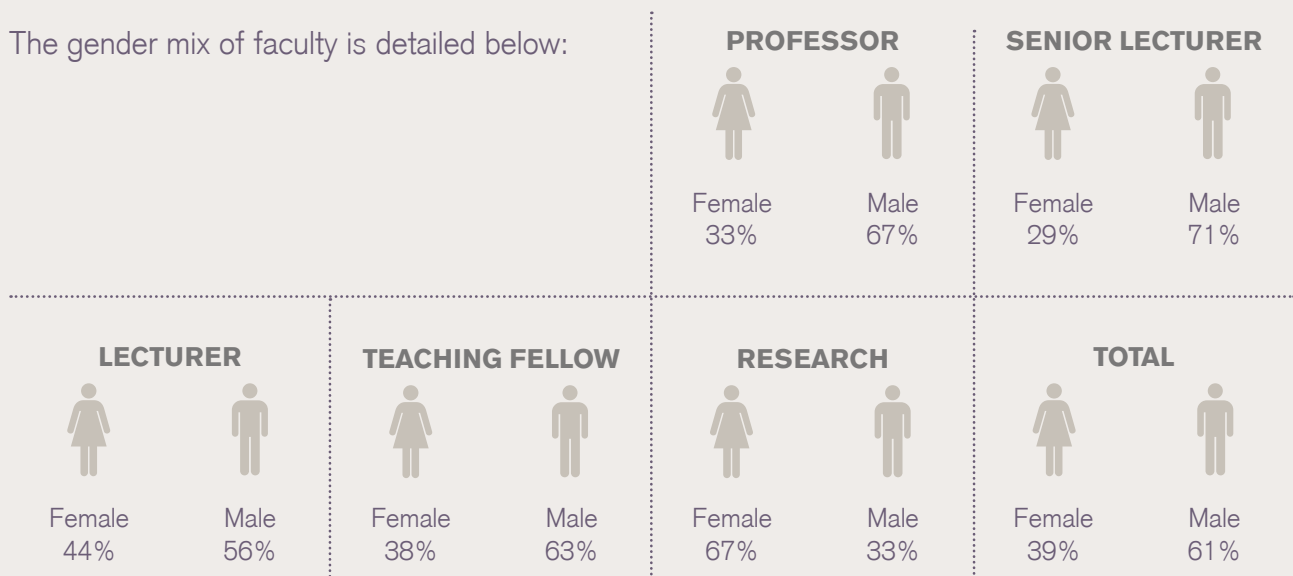 The gender mix of faculty is detailed below:
PROFESSOR
Female Male
33% 67%
SENIOR LECTURER
Female Male
29% 71%
LECTURER
Female Male
44% 56%
TEACHING FELLOW
Female Male
38% 63%
RESEARCH
Female Male
67% 33%
TOTAL
Female Male
39% 61%